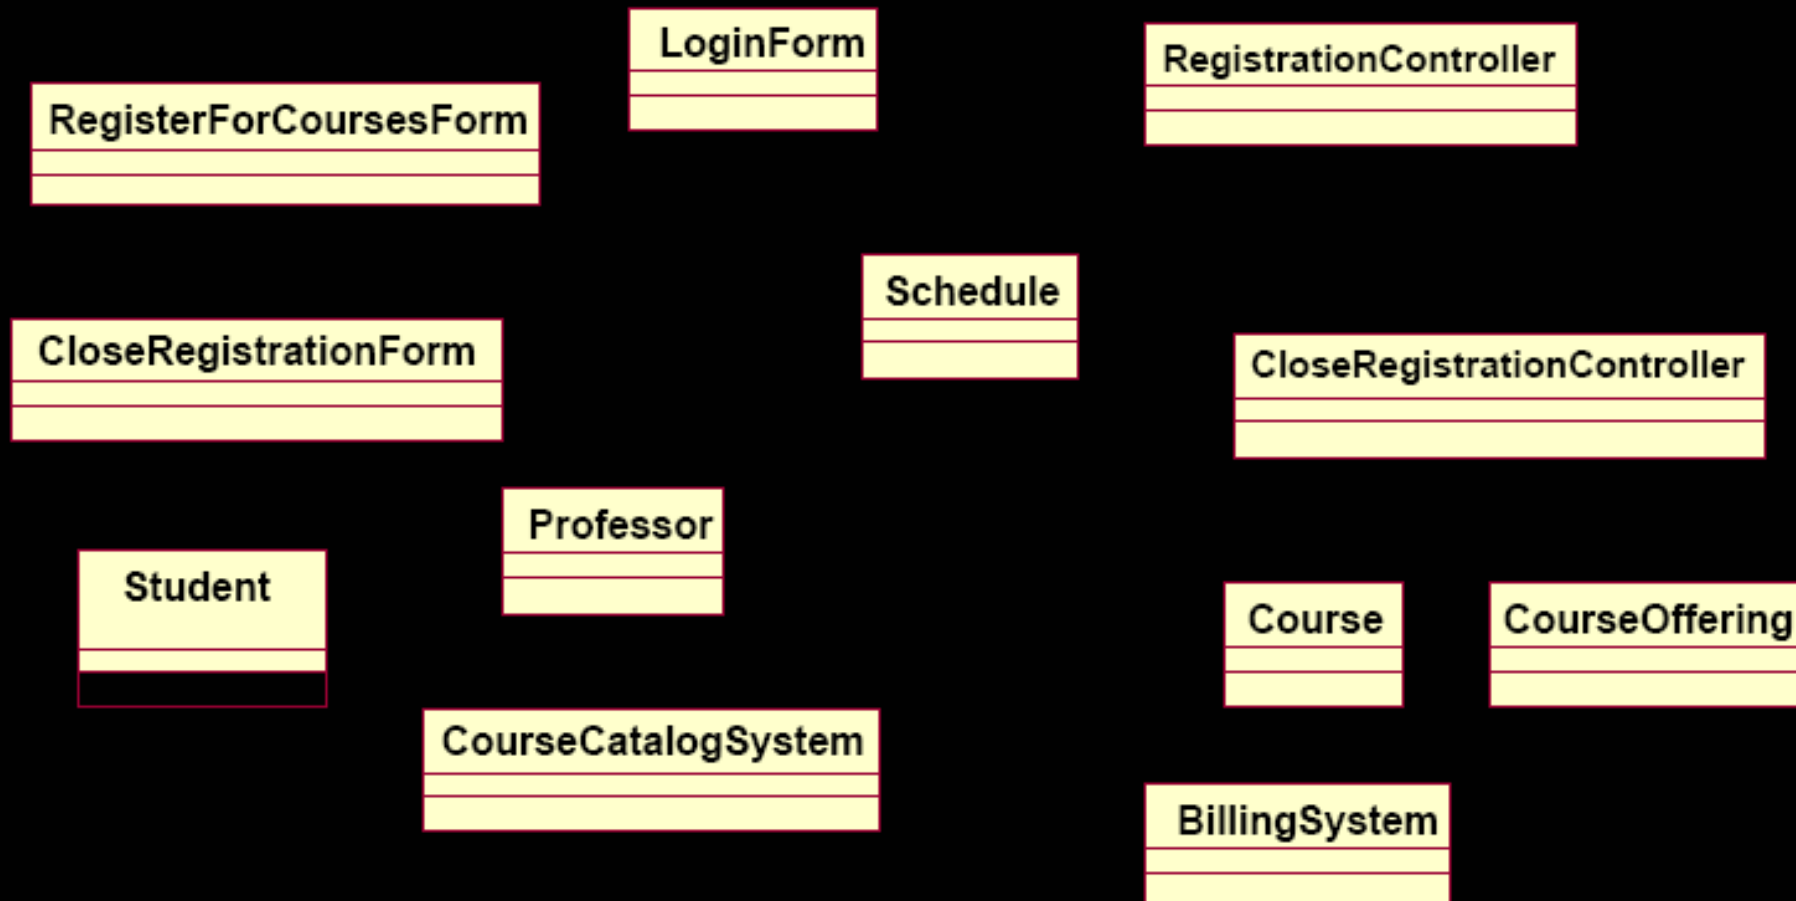 LoginForm
RegistrationController
RegisterForCoursesForm
Schedule
CloseRegistrationForm
CloseRegistrationController
Professor
Student
Course
CourseOffering
CourseCatalogSystem
BillingSystem